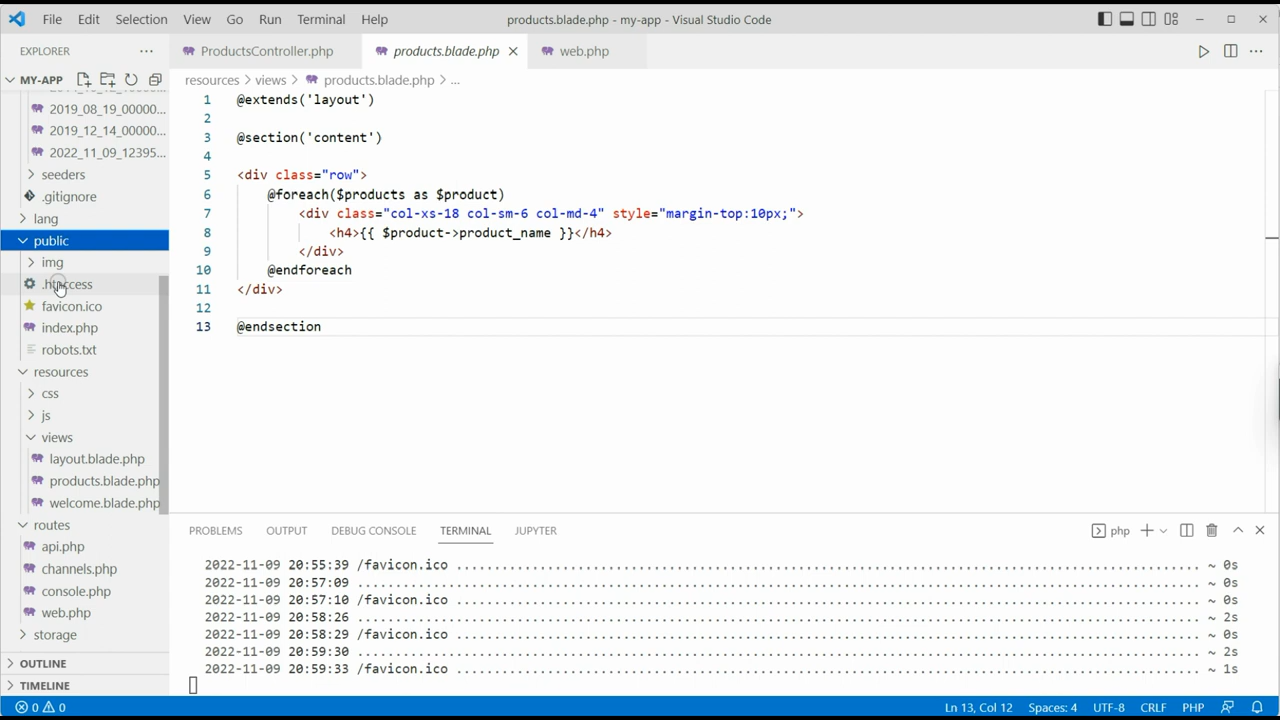 File Edit Selection View Go Run Terminal Help
products.blade.php - my-app - Visual Studio Code
EXPLORER
ProductsController.php
products.blade.php
web.php
MY-APP
resources > views > products.blade.php > ...
2019_08_19_00000...
2019_12_14_00000...
2022_11_09_12395...
seeders
.gitignore
lang
public
img
favicon.ico
index.php
robots.txt
resources
css
js
views
layout.blade.php
products.blade.php
welcome.blade.php
routes
api.php
channels.php
console.php
web.php
storage
OUTLINE
TIMELINE
1 @extends('layout')
2
3 @section('content')
4
5 <div class="row">
6 @foreach($products as $product)
7 <div class="col-xs-18 col-sm-6 col-md-4" style="margin-top:10px;">
8 <h4>{{ $product->product_name }}</h4>
9 </div>
10 @endforeach
11 </div>
12
13 @endsection
PROBLEMS OUTPUT DEBUG CONSOLE TERMINAL JUPYTER
php
2022-11-09 20:55:39 /favicon.ico ~ 0s
2022-11-09 20:57:09 ~ 0s
2022-11-09 20:57:10 /favicon.ico ~ 0s
2022-11-09 20:58:26 ~ 2s
2022-11-09 20:58:29 /favicon.ico ~ 0s
2022-11-09 20:59:30 ~ 2s
2022-11-09 20:59:33 /favicon.ico ~ 1s
0 0
Ln 13, Col 12 Spaces: 4 UTF-8 CRLF PHP